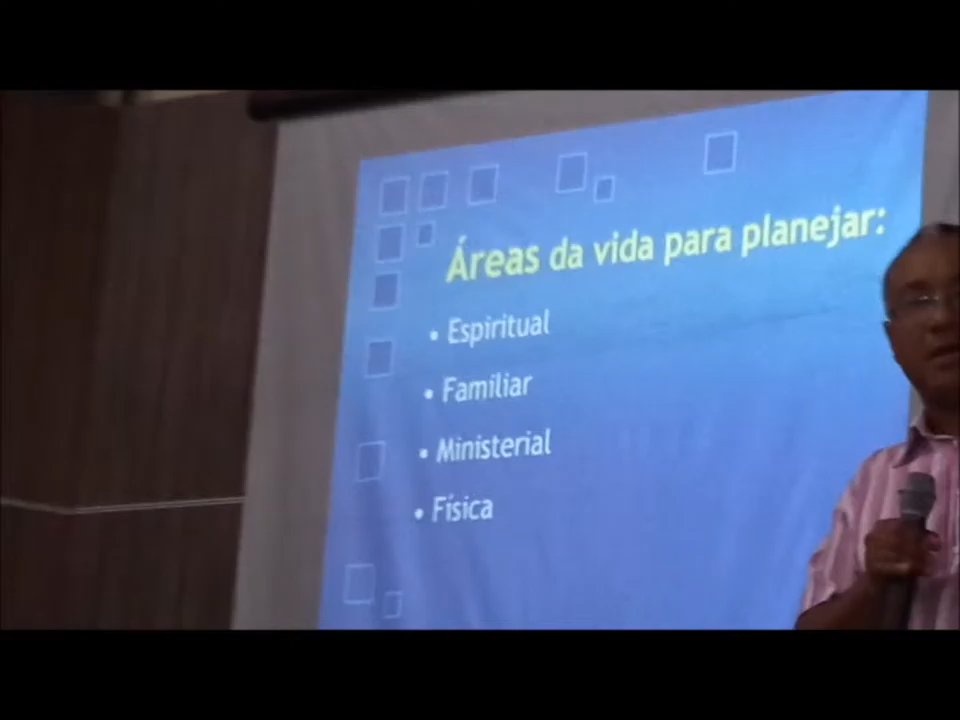 Áreas da vida para planejar:
• Espiritual
• Familiar
• Ministerial
• Física